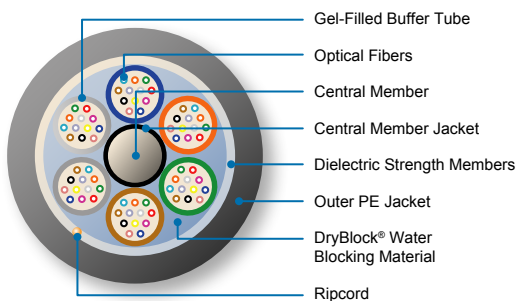 Gel-Filled Buffer Tube
Optical Fibers
Central Member
Central Member Jacket
Dielectric Strength Members
Outer PE Jacket
DryBlock® Water
Blocking Material
Ripcord